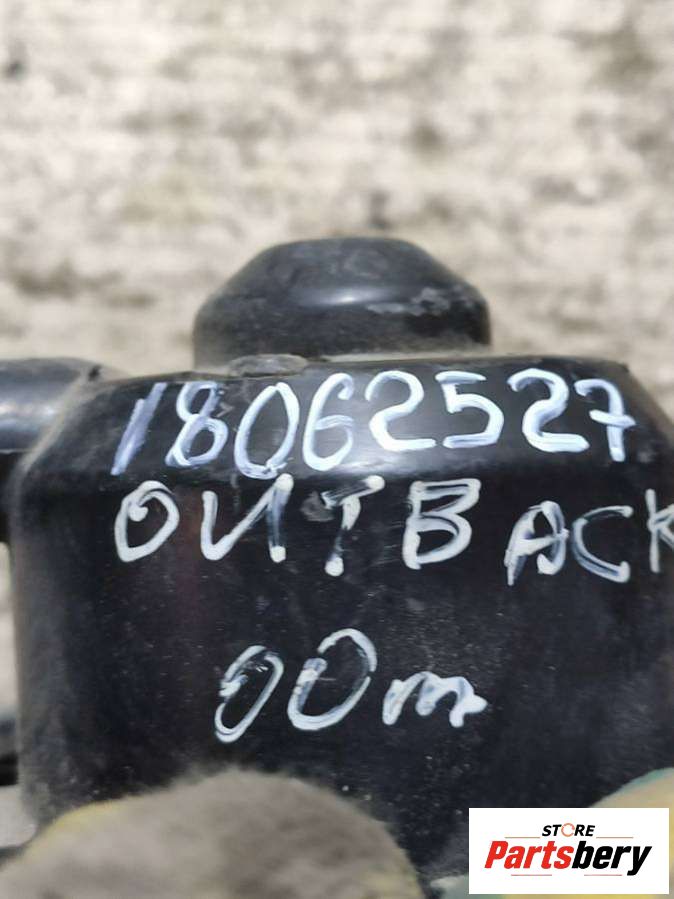 18062527
OUTBACK
00m
STORE
Partsbery